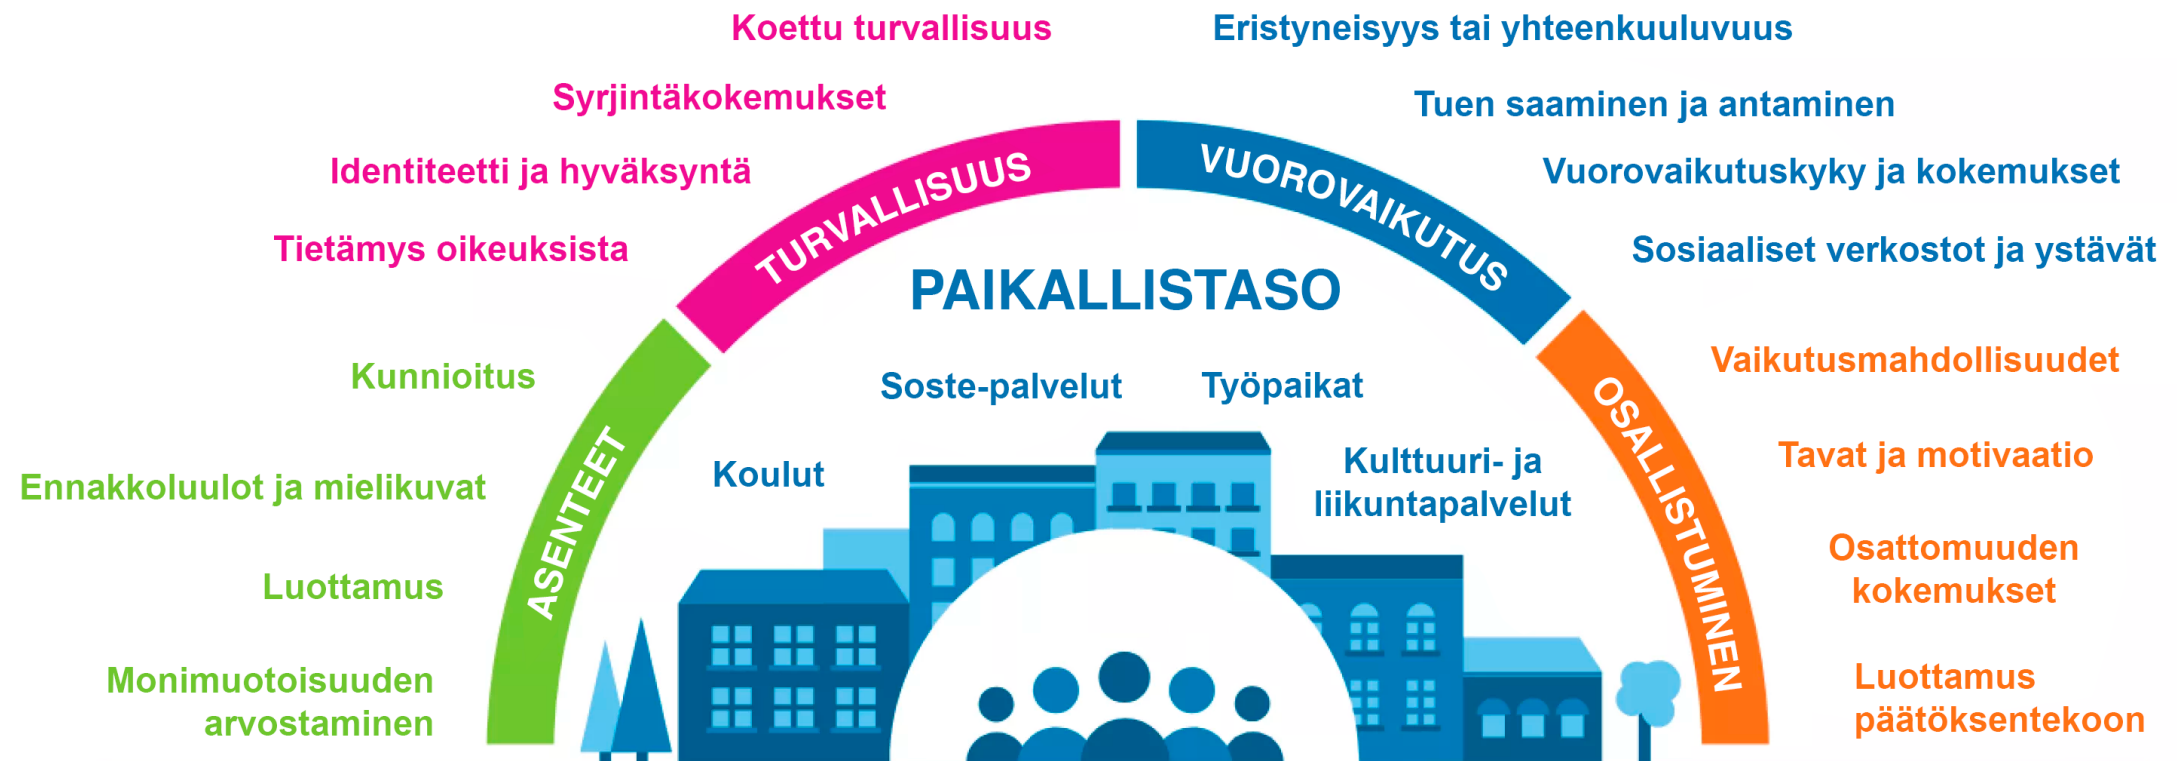 Koettu turvallisuus
Syrjintäkokemukset
Identiteetti ja hyväksyntä
Tietämys oikeuksista
TURVALLISUUS
Eristyneisyys tai yhteenkuuluvuus
Tuen saaminen ja antaminen
Vuorovaikutuskyky ja kokemukset
Sosiaaliset verkostot ja ystävät
VUOROVAIKUTUS
Kunnioitus
Ennakkoluulot ja mielikuvat
Luottamus
Monimuotoisuuden
arvostaminen
ASENTEET
PAIKALLISTASO
Soste-palvelut
Työpaikat
Koulut
Kulttuuri- ja
liikuntapalvelut
OSALLISTUMINEN
Vaikutusmahdollisuudet
Tavat ja motivaatio
Osattomuuden
kokemukset
Luottamus
päätöksentekoon